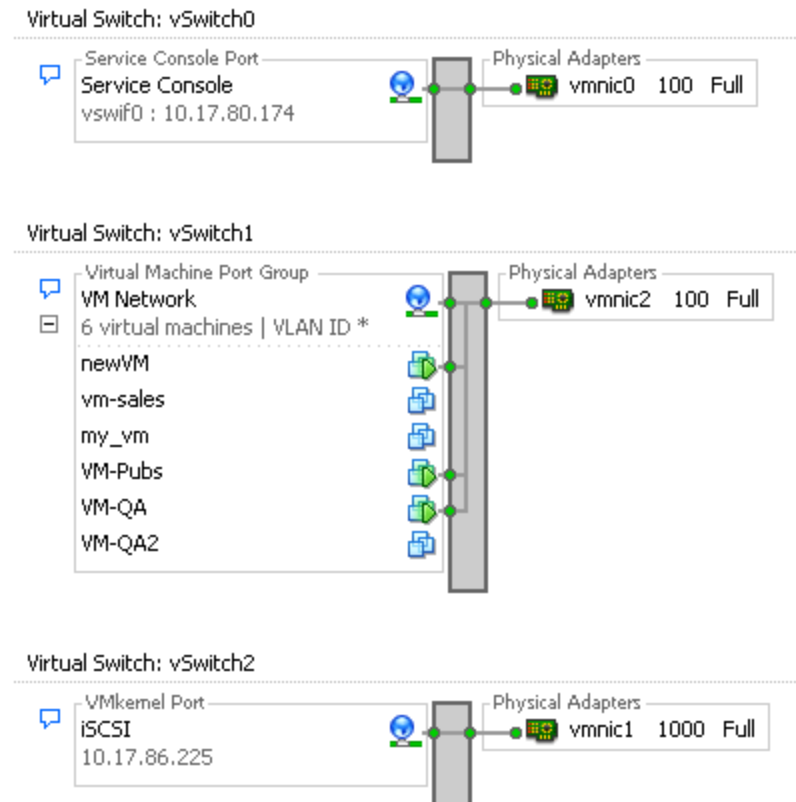 Virtual Switch: vSwitch0
Service Console Port
Physical Adapters
Service Console
vmnic0 100 Full
vswif0 : 10.17.80.174
Virtual Switch: vSwitch1
Virtual Machine Port Group
Physical Adapters
VM Network
vmnic2 100 Full
6 virtual machines | VLAN ID *
newVM
vm-sales
my_vm
VM-Pubs
VM-QA
VM-QA2
Virtual Switch: vSwitch2
VMkernel Port
Physical Adapters
iSCSI
vmnic1 1000 Full
10.17.86.225